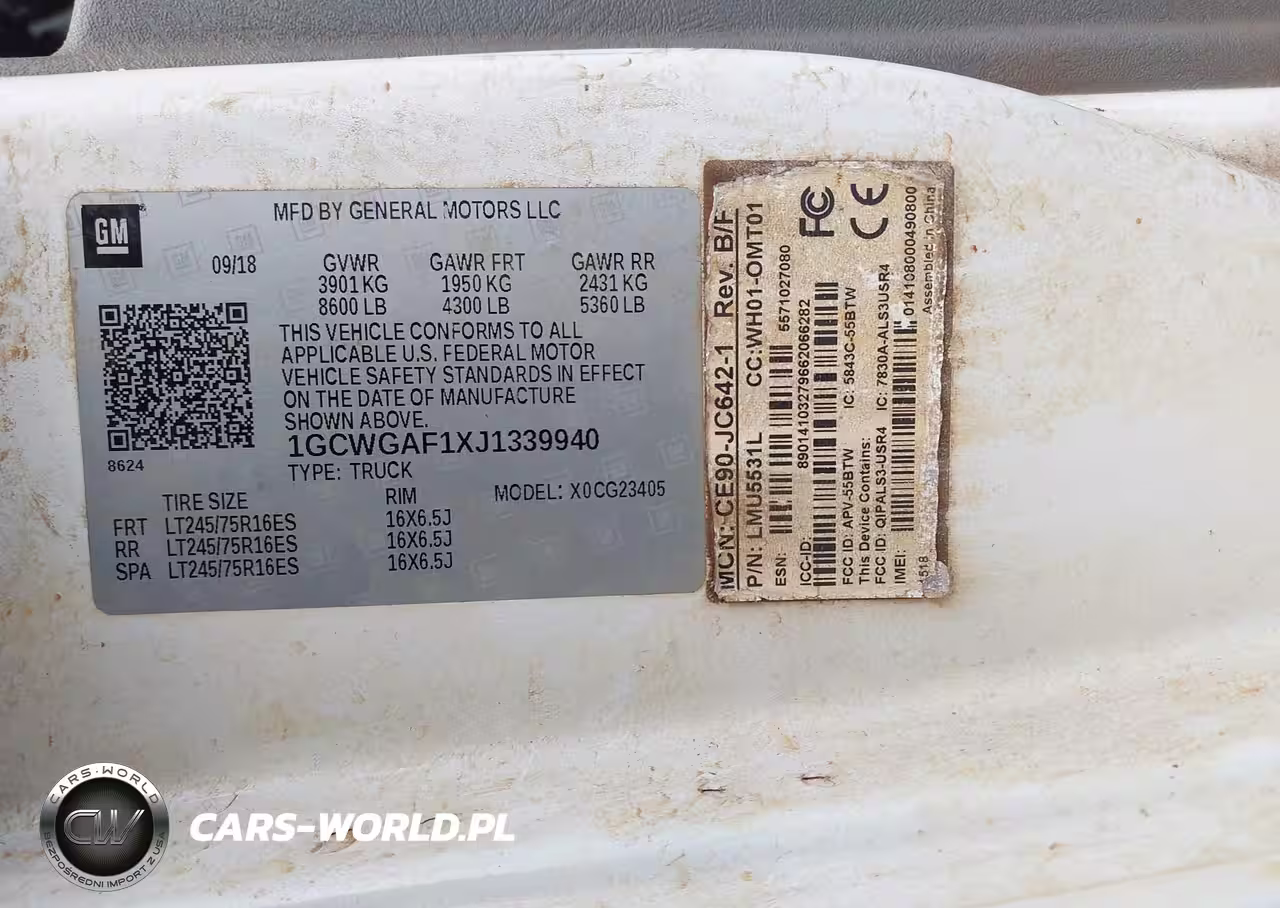 GM
MFD BY GENERAL MOTORS LLC
09/18 GVWR GAWR FRT GAWR RR
3901 KG 1950 KG 2431 KG
8600 LB 4300 LB 5360 LB
THIS VEHICLE CONFORMS TO ALL
APPLICABLE U.S. FEDERAL MOTOR
VEHICLE SAFETY STANDARDS IN EFFECT
ON THE DATE OF MANUFACTURE
SHOWN ABOVE.
8624
1GCWGAF1XJ1339940
TYPE: TRUCK
TIRE SIZE RIM MODEL: X0CG23405
FRT LT245/75R16ES 16X6.5J
RR LT245/75R16ES 16X6.5J
SPA LT245/75R16ES 16X6.5J
MCN: CE90-JC642-1 Rev. B/F
P/N: LMU5531L CC:WH01-OMT01
ESN: 5571027080
ICC-ID: 89014103279662066282
FCC ID: APV-55BTW IC: 5843C-55BTW
This Device Contains:
FCC ID: QIPALS3-USR4 IC: 7830A-ALS3USR4
IMEI: 014108000490800
Assembled in China
FC CE
CARS-WORLD
CW
BEZPOŚREDNI IMPORT Z USA
CARS-WORLD.PL